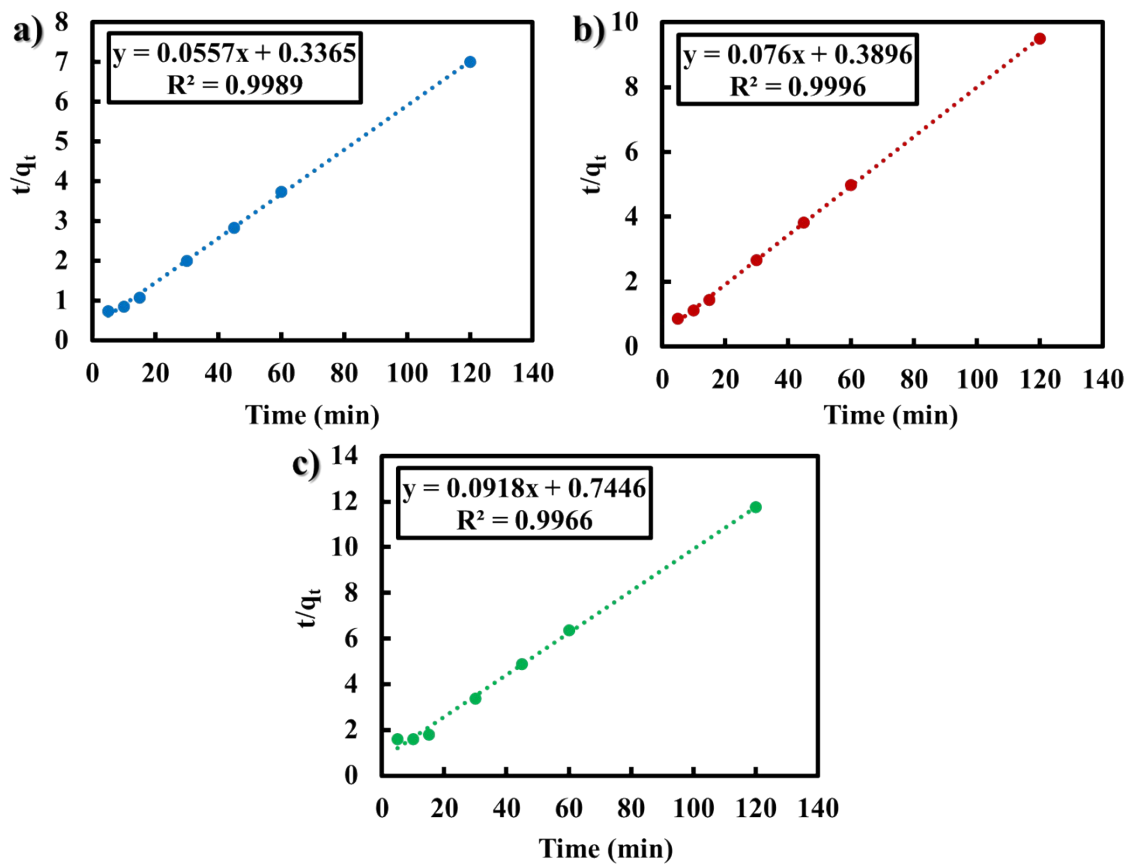 a)
y = 0.0557x + 0.3365
R² = 0.9989
8
7
6
5
4
3
2
1
0
t/qt
0 20 40 60 80 100 120 140
Time (min)
b)
y = 0.076x + 0.3896
R² = 0.9996
10
8
6
4
2
0
t/qt
0 20 40 60 80 100 120 140
Time (min)
c)
y = 0.0918x + 0.7446
R² = 0.9966
14
12
10
8
6
4
2
0
t/qt
0 20 40 60 80 100 120 140
Time (min)